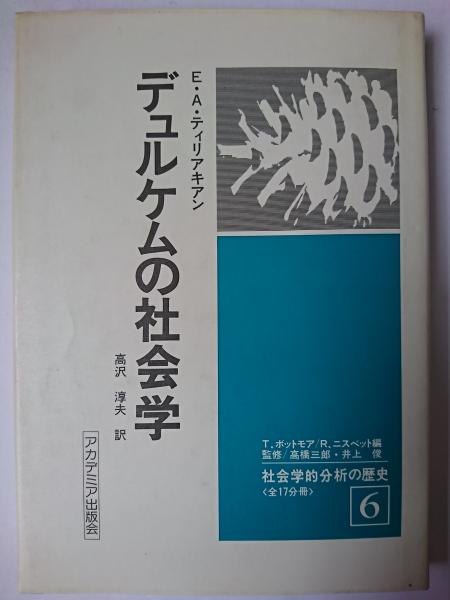 E・A・ティリアキアン
デュルケムの社会学
高沢 淳夫 訳
アカデミア出版会
T.ボットモア/R.ニスベット編
監修/高橋三郎・井上 俊
社会学的分析の歴史
〈全17分冊〉
6